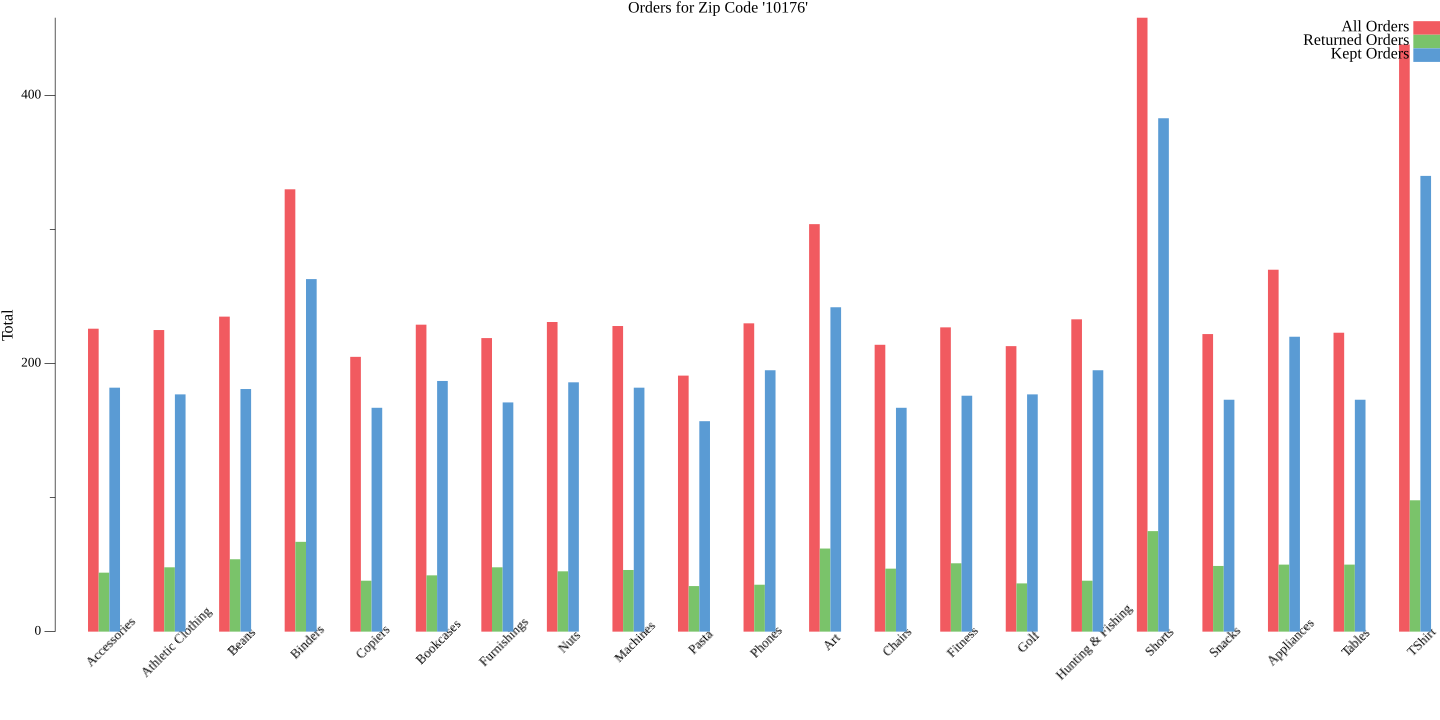 Orders for Zip Code '10176'
All Orders
Returned Orders
Kept Orders
400
200
0
Total
Accessories
Athletic Clothing
Beans
Binders
Copiers
Bookcases
Furnishings
Nuts
Machines
Pasta
Phones
Art
Chairs
Fitness
Golf
Hunting & Fishing
Shorts
Snacks
Appliances
Tables
TShirt